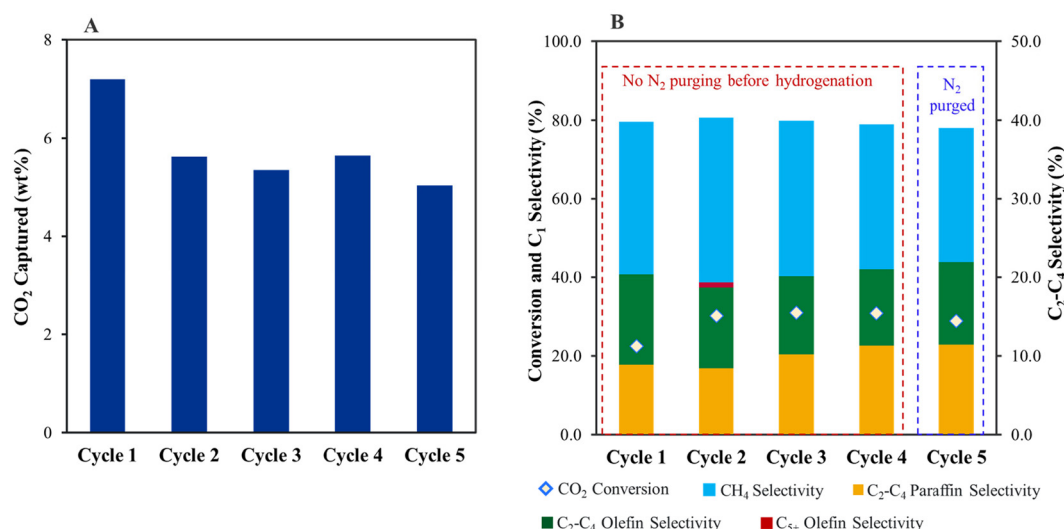 A
CO₂ Captured (wt%)
8
6
4
2
0
Cycle 1 Cycle 2 Cycle 3 Cycle 4 Cycle 5
B
Conversion and C₁ Selectivity (%)
100.0
80.0
60.0
40.0
20.0
0.0
No N₂ purging before hydrogenation
N₂
purged
50.0
40.0
30.0
20.0
10.0
0.0
C₂-C₄ Selectivity (%)
Cycle 1 Cycle 2 Cycle 3 Cycle 4 Cycle 5
CO₂ Conversion CH₄ Selectivity C₂-C₄ Paraffin Selectivity
C₂-C₄ Olefin Selectivity C₅₊ Olefin Selectivity